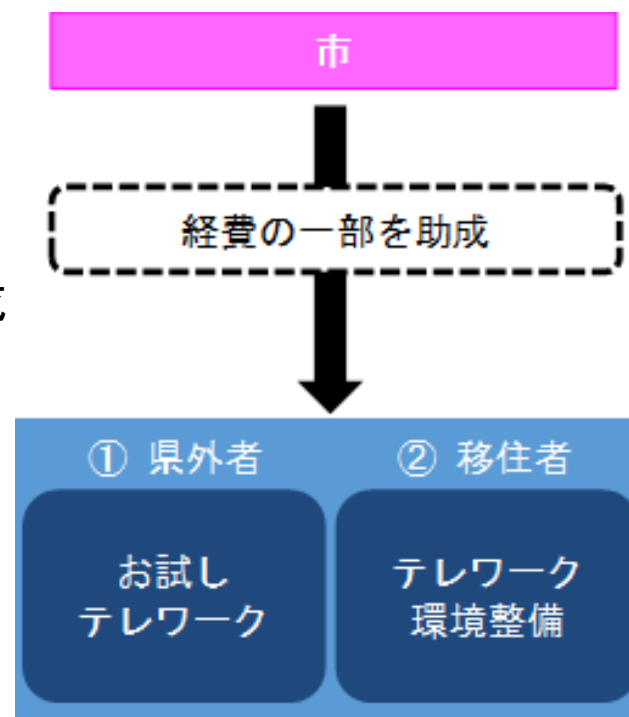 市
経費の一部を助成
① 県外者
② 移住者
お試し
テレワーク
テレワーク
環境整備